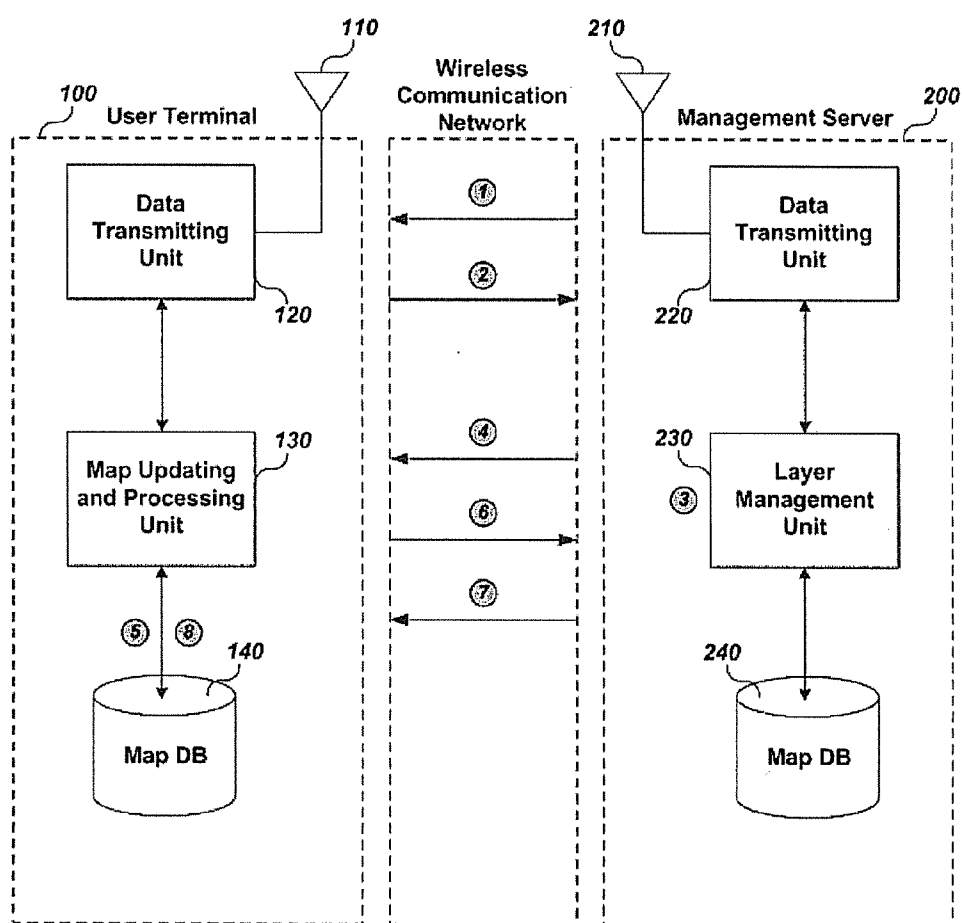 110
210
Wireless
Communication
Network
100
User Terminal
Management Server
200
Data
Transmitting
Unit
120
1
2
Data
Transmitting
Unit
220
130
Map Updating
and Processing
Unit
4
6
7
230
3
Layer
Management
Unit
5
8
140
Map DB
240
Map DB